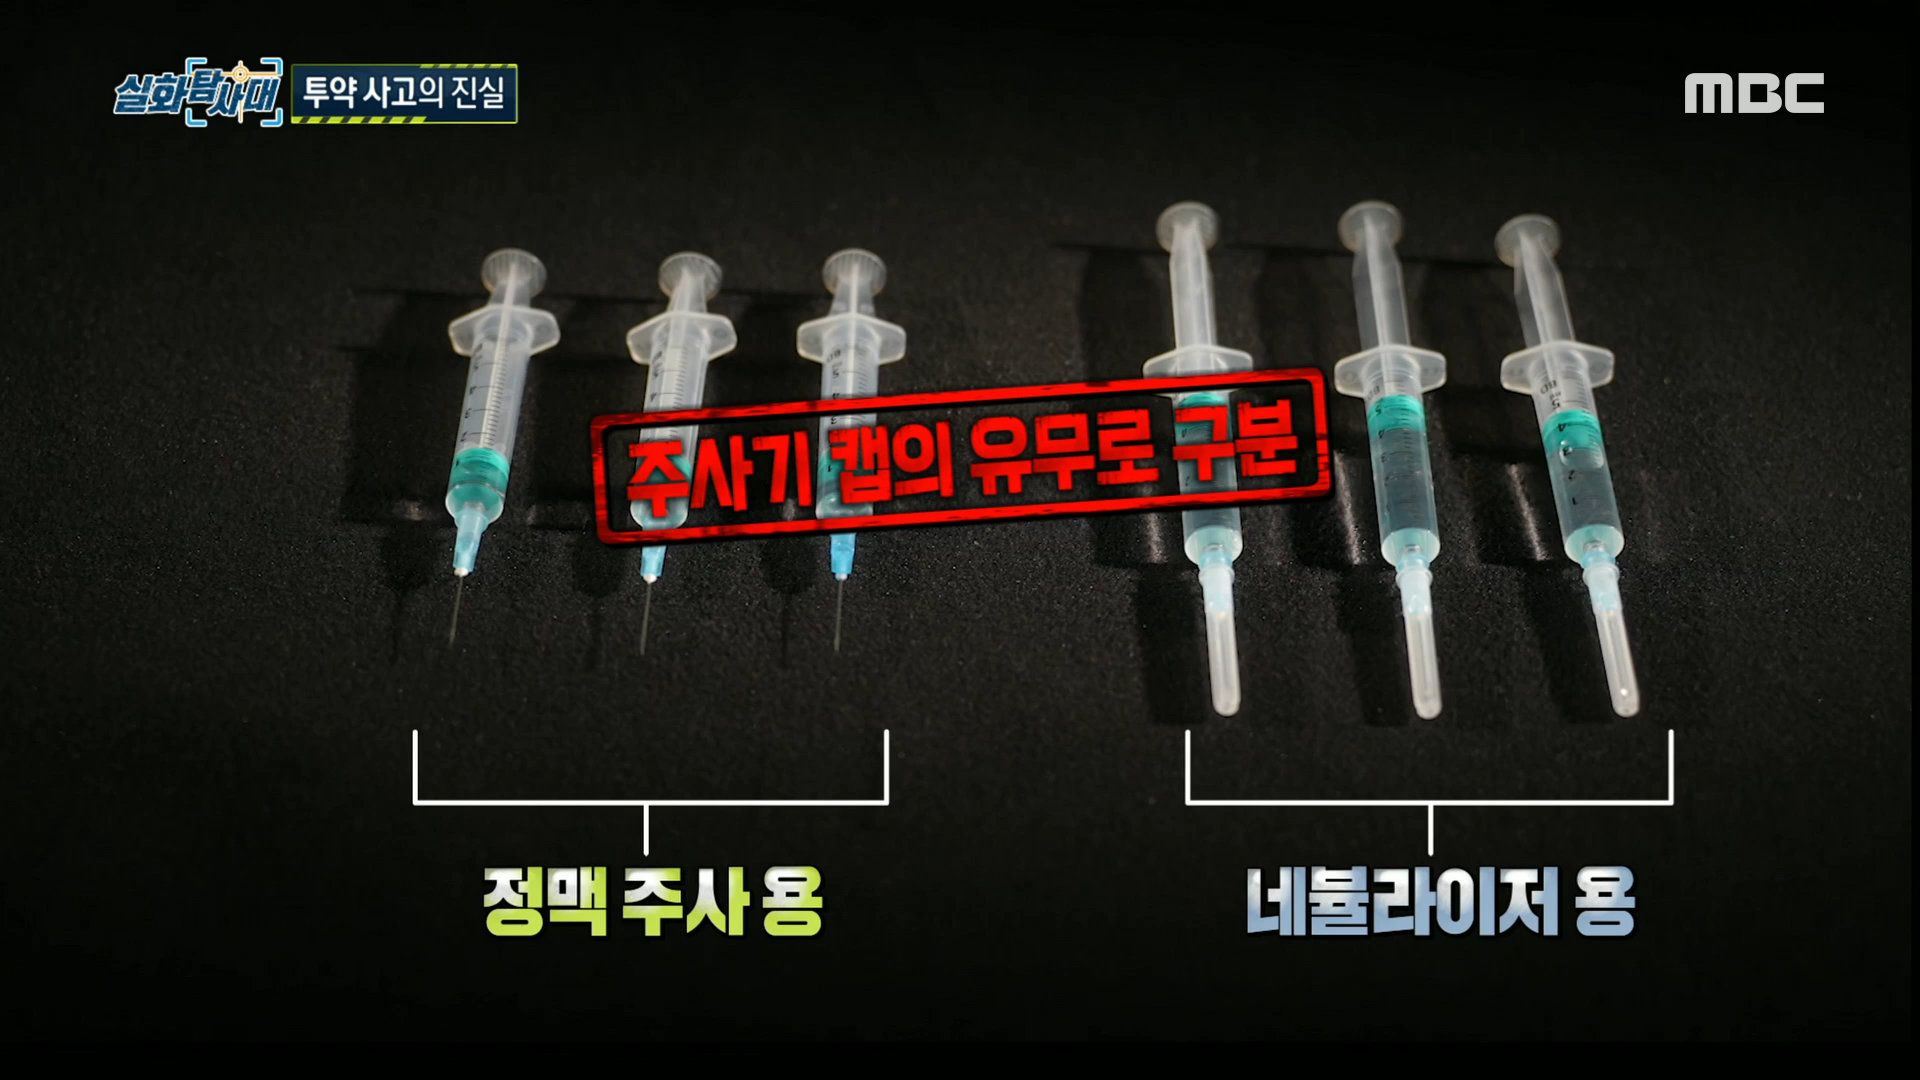 실화탐사대
투약 사고의 진실
MBC
주사기 캡의 유무로 구분
정맥 주사 용
네뷸라이저 용